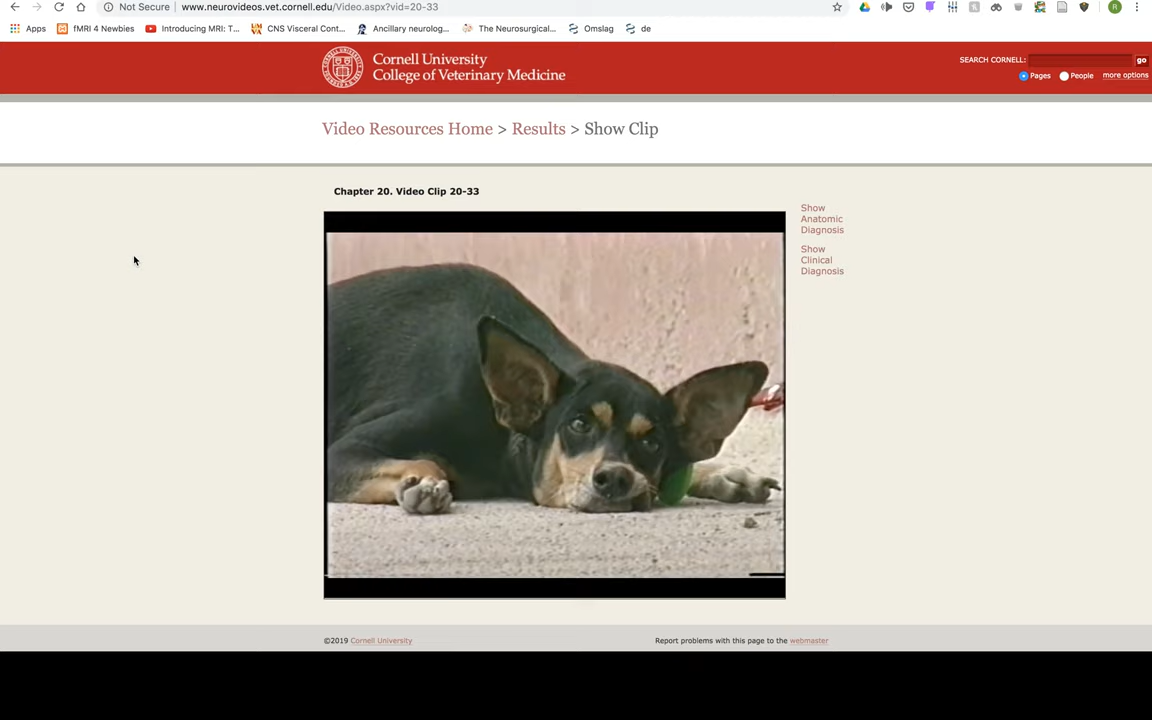 Not Secure | www.neurovideos.vet.cornell.edu/Video.aspx?vid=20-33
Apps fMRI 4 Newbies Introducing MRI: T... CNS Visceral Cont... Ancillary neurolog... The Neurosurgical... Omslag de
Cornell University
College of Veterinary Medicine
SEARCH CORNELL: go
Pages People more options
Video Resources Home > Results > Show Clip
Chapter 20. Video Clip 20-33
Show
Anatomic
Diagnosis
Show
Clinical
Diagnosis
©2019 Cornell University
Report problems with this page to the webmaster